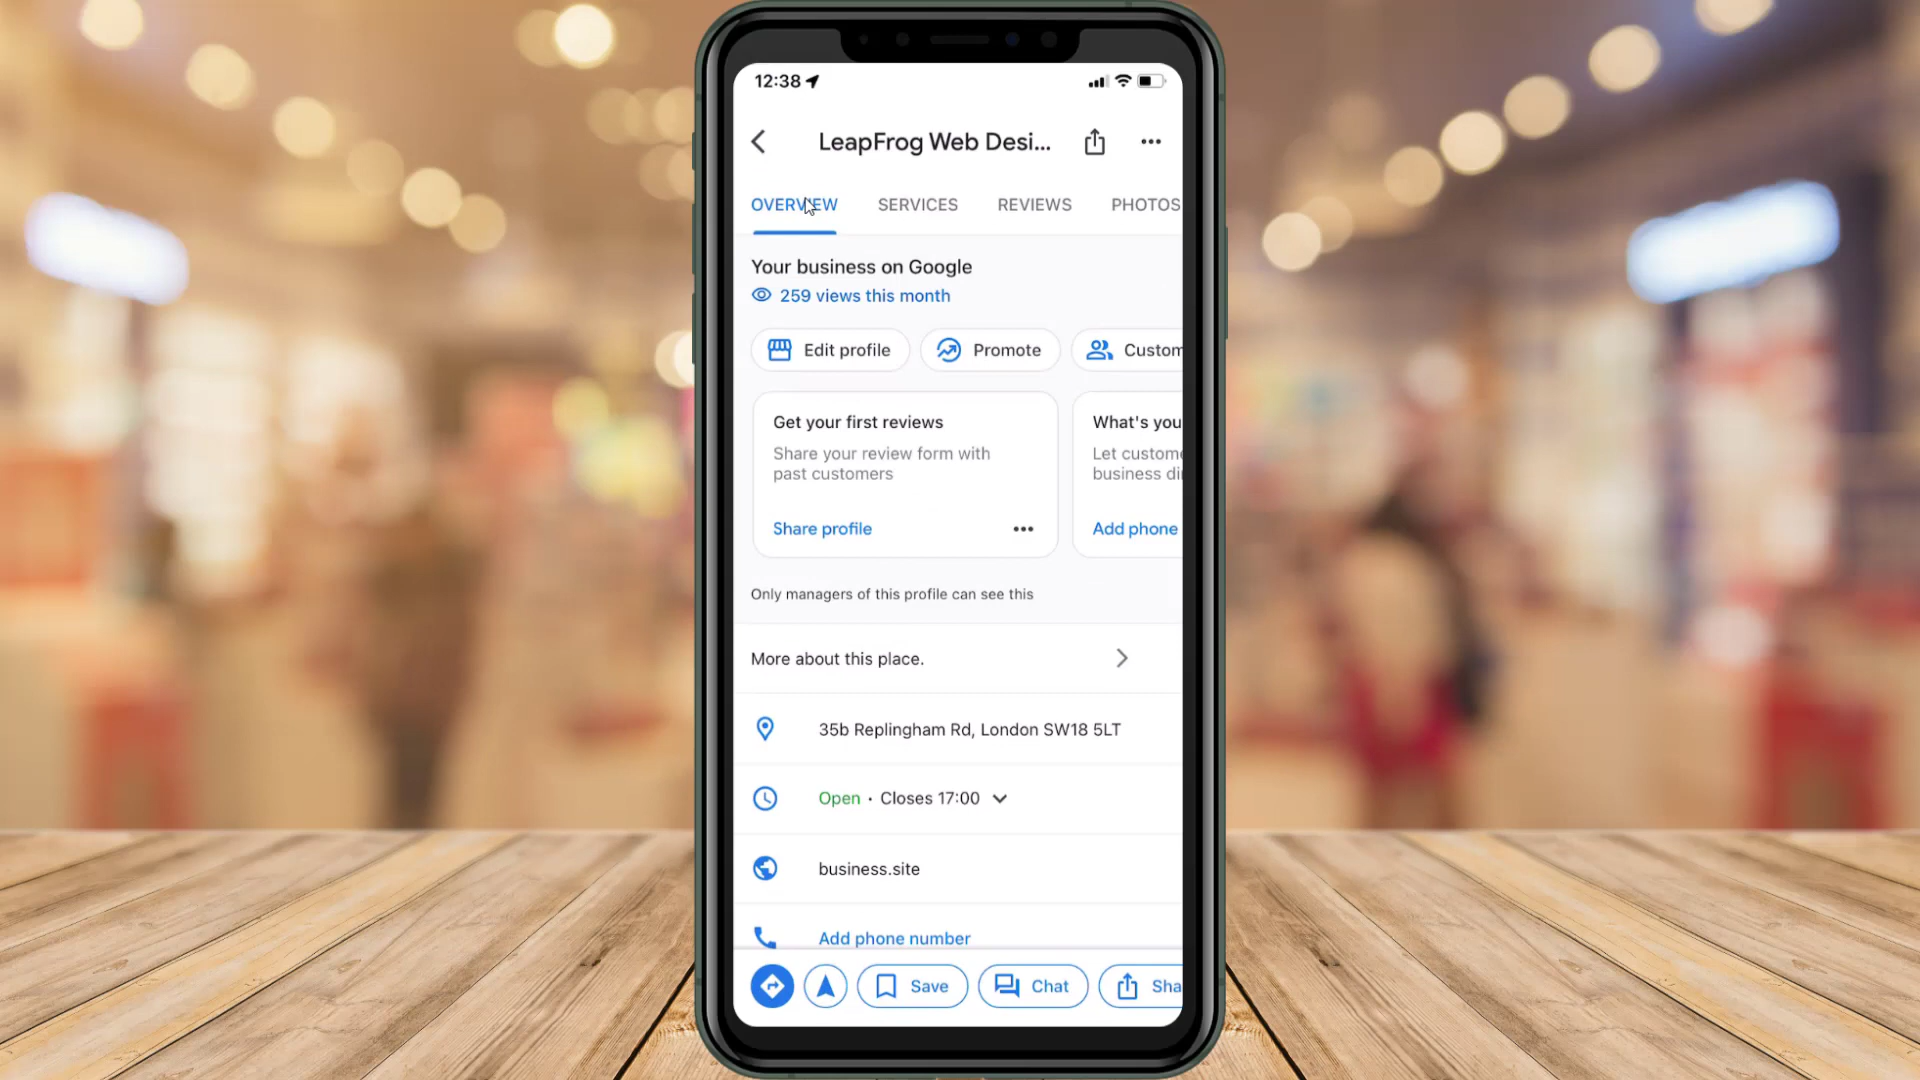 12:38
LeapFrog Web Desi...
OVERVIEW SERVICES REVIEWS PHOTOS
Your business on Google
259 views this month
Edit profile Promote Custom
Get your first reviews
Share your review form with
past customers
Share profile
What's you
Let custome
business di
Add phone
Only managers of this profile can see this
More about this place.
35b Replingham Rd, London SW18 5LT
Open · Closes 17:00
business.site
Add phone number
Save Chat Sha